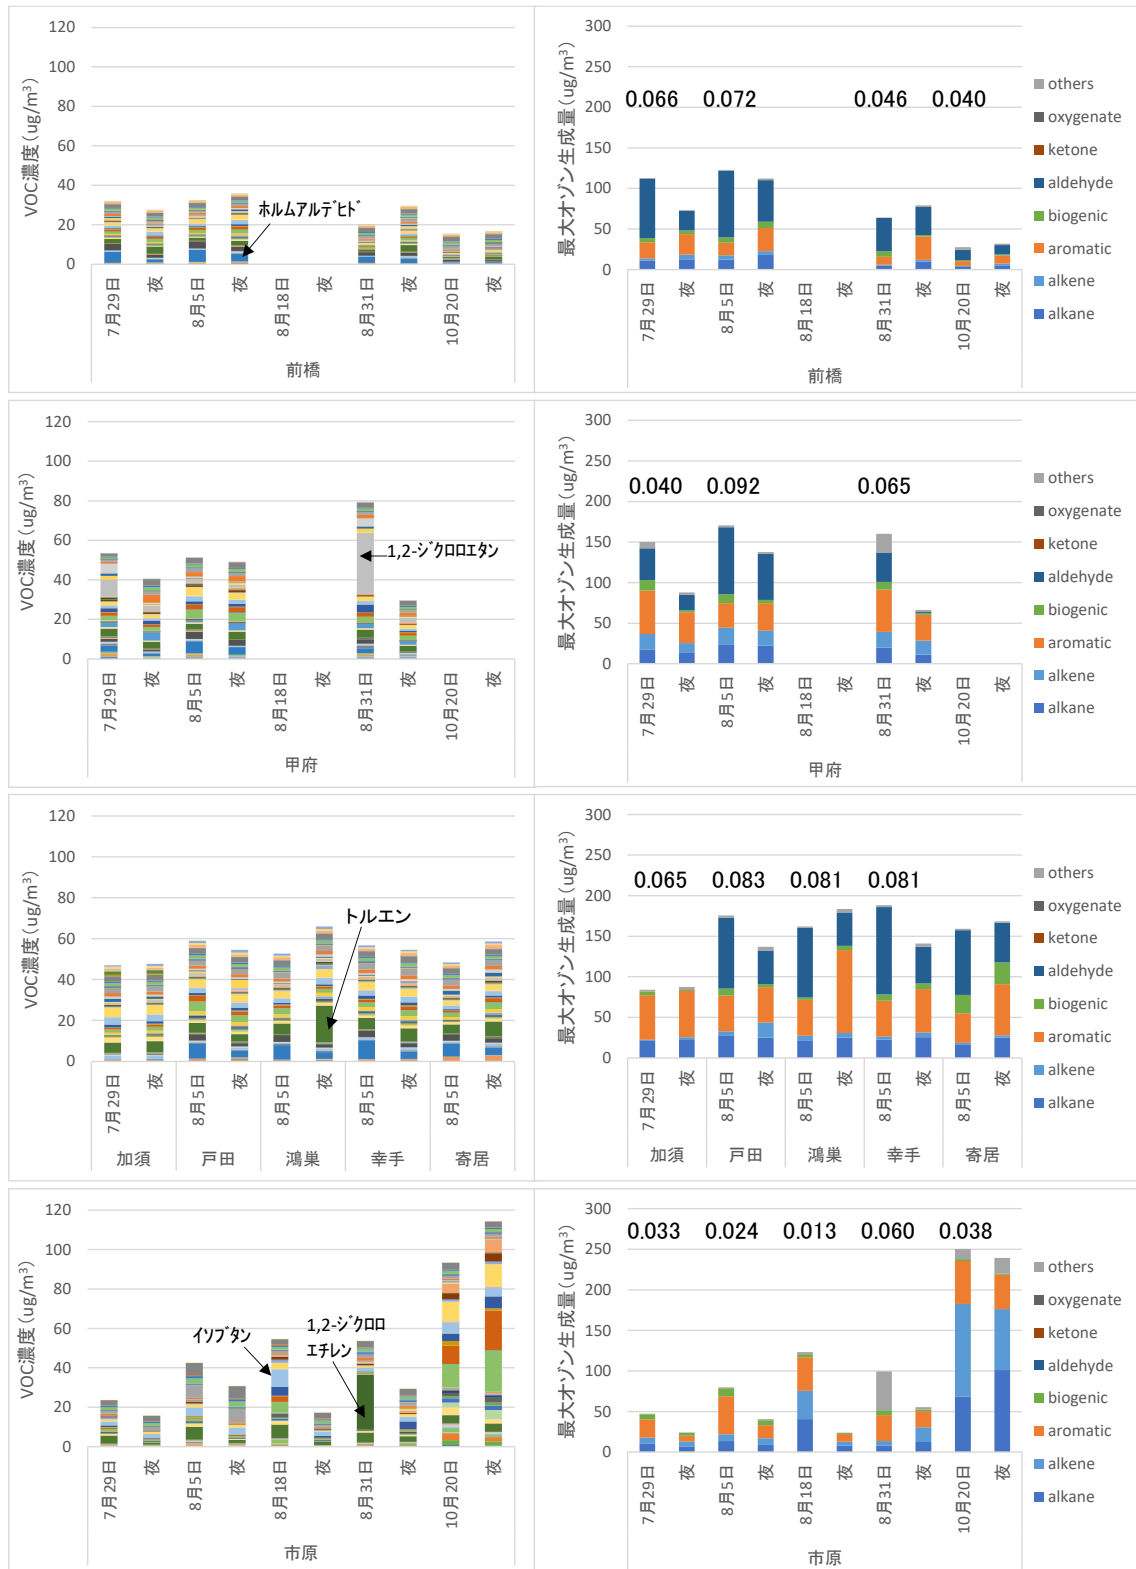 VOC濃度(ug/m³)
120
100
80
60
40
20
0
ホルムアルデヒド
7月29日
夜
8月5日
夜
8月18日
夜
8月31日
夜
10月20日
夜
前橋
最大オゾン生成量(ug/m³)
300
250
200
150
100
50
0
0.066 0.072 0.046 0.040
7月29日
夜
8月5日
夜
8月18日
夜
8月31日
夜
10月20日
夜
前橋
others
oxygenate
ketone
aldehyde
biogenic
aromatic
alkene
alkane
VOC濃度(ug/m³)
120
100
80
60
40
20
0
1,2-ジクロロエタン
7月29日
夜
8月5日
夜
8月18日
夜
8月31日
夜
10月20日
夜
甲府
最大オゾン生成量(ug/m³)
300
250
200
150
100
50
0
0.040 0.092 0.065
7月29日
夜
8月5日
夜
8月18日
夜
8月31日
夜
10月20日
夜
甲府
others
oxygenate
ketone
aldehyde
biogenic
aromatic
alkene
alkane
VOC濃度(ug/m³)
120
100
80
60
40
20
0
トルエン
7月29日
夜
8月5日
夜
8月5日
夜
8月5日
夜
8月5日
夜
加須 戸田 鴻巣 幸手 寄居
最大オゾン生成量(ug/m³)
300
250
200
150
100
50
0
0.065 0.083 0.081 0.081
7月29日
夜
8月5日
夜
8月5日
夜
8月5日
夜
8月5日
夜
加須 戸田 鴻巣 幸手 寄居
others
oxygenate
ketone
aldehyde
biogenic
aromatic
alkene
alkane
VOC濃度(ug/m³)
120
100
80
60
40
20
0
イソブタン
1,2-ジクロロ
エチレン
7月29日
夜
8月5日
夜
8月18日
夜
8月31日
夜
10月20日
夜
市原
最大オゾン生成量(ug/m³)
300
250
200
150
100
50
0
0.033 0.024 0.013 0.060 0.038
7月29日
夜
8月5日
夜
8月18日
夜
8月31日
夜
10月20日
夜
市原
others
oxygenate
ketone
aldehyde
biogenic
aromatic
alkene
alkane